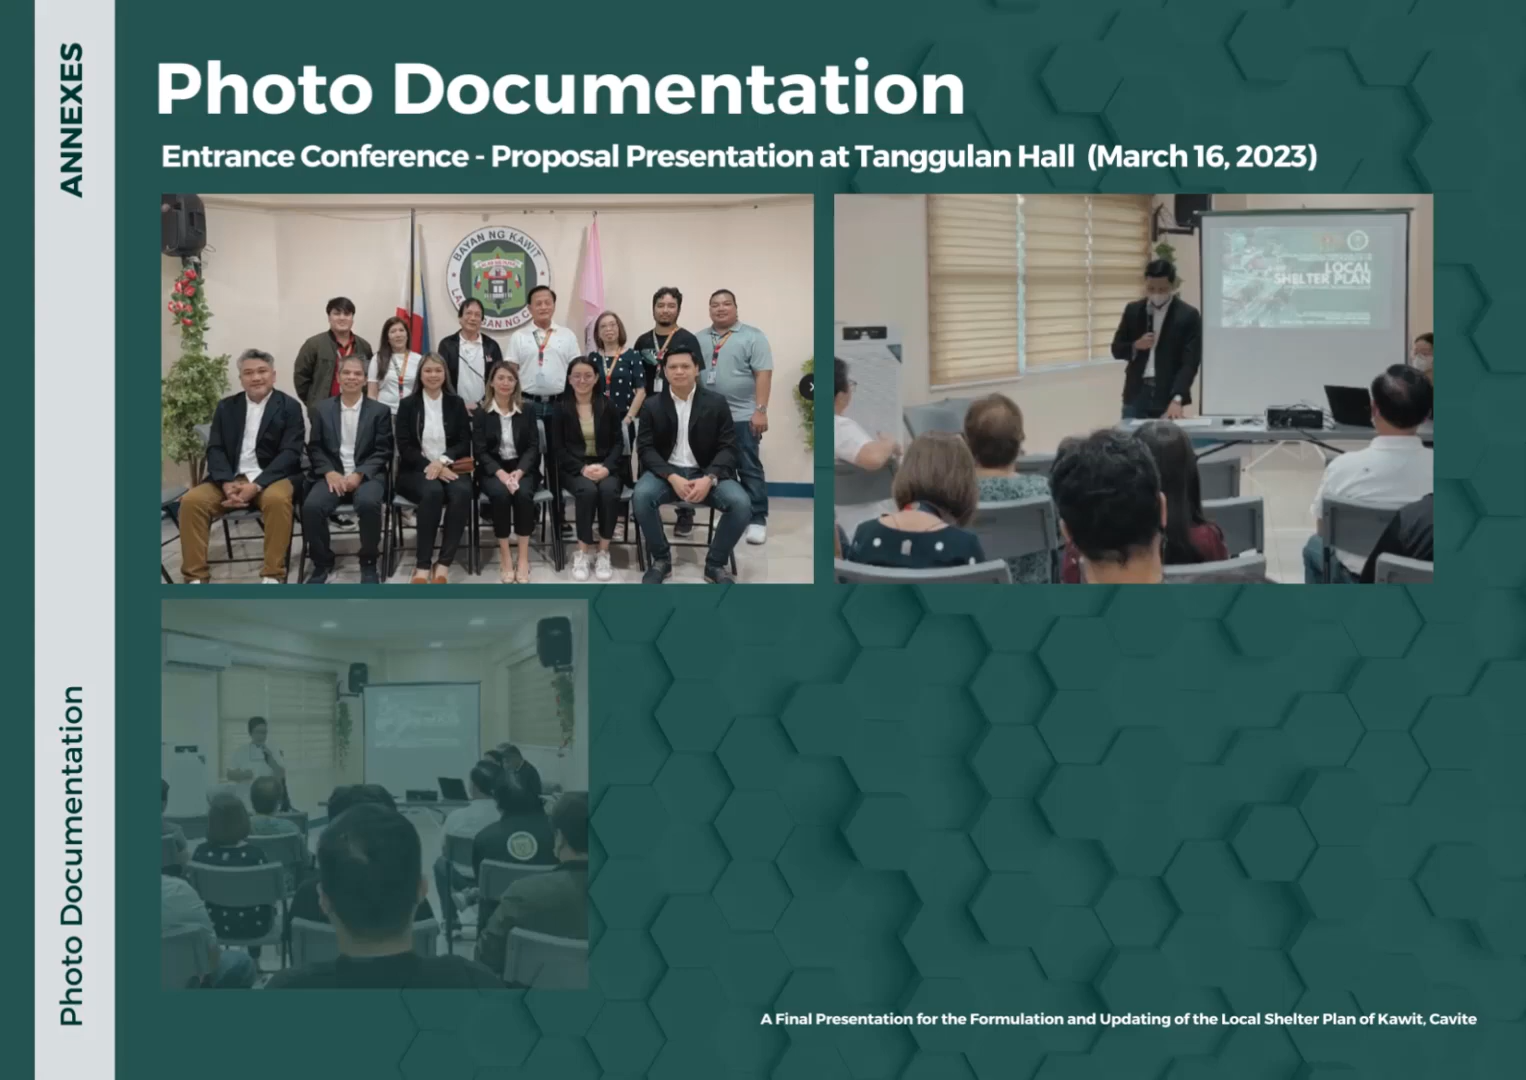 ANNEXES
Photo Documentation
Entrance Conference - Proposal Presentation at Tanggulan Hall (March 16, 2023)
BAYAN NG KAWIT
LOCAL
SHELTER PLAN
Photo Documentation
A Final Presentation for the Formulation and Updating of the Local Shelter Plan of Kawit, Cavite